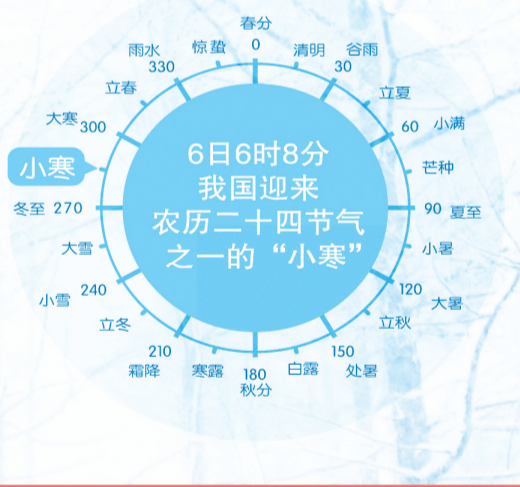 春分
0
清明
谷雨
30
立夏
60
小满
芒种
90
夏至
小暑
120
大暑
立秋
150
处暑
白露
180
秋分
寒露
210
霜降
立冬
240
小雪
大雪
冬至 270
小寒
大寒 300
立春
330
雨水
惊蛰
6日6时8分
我国迎来
农历二十四节气
之一的“小寒”